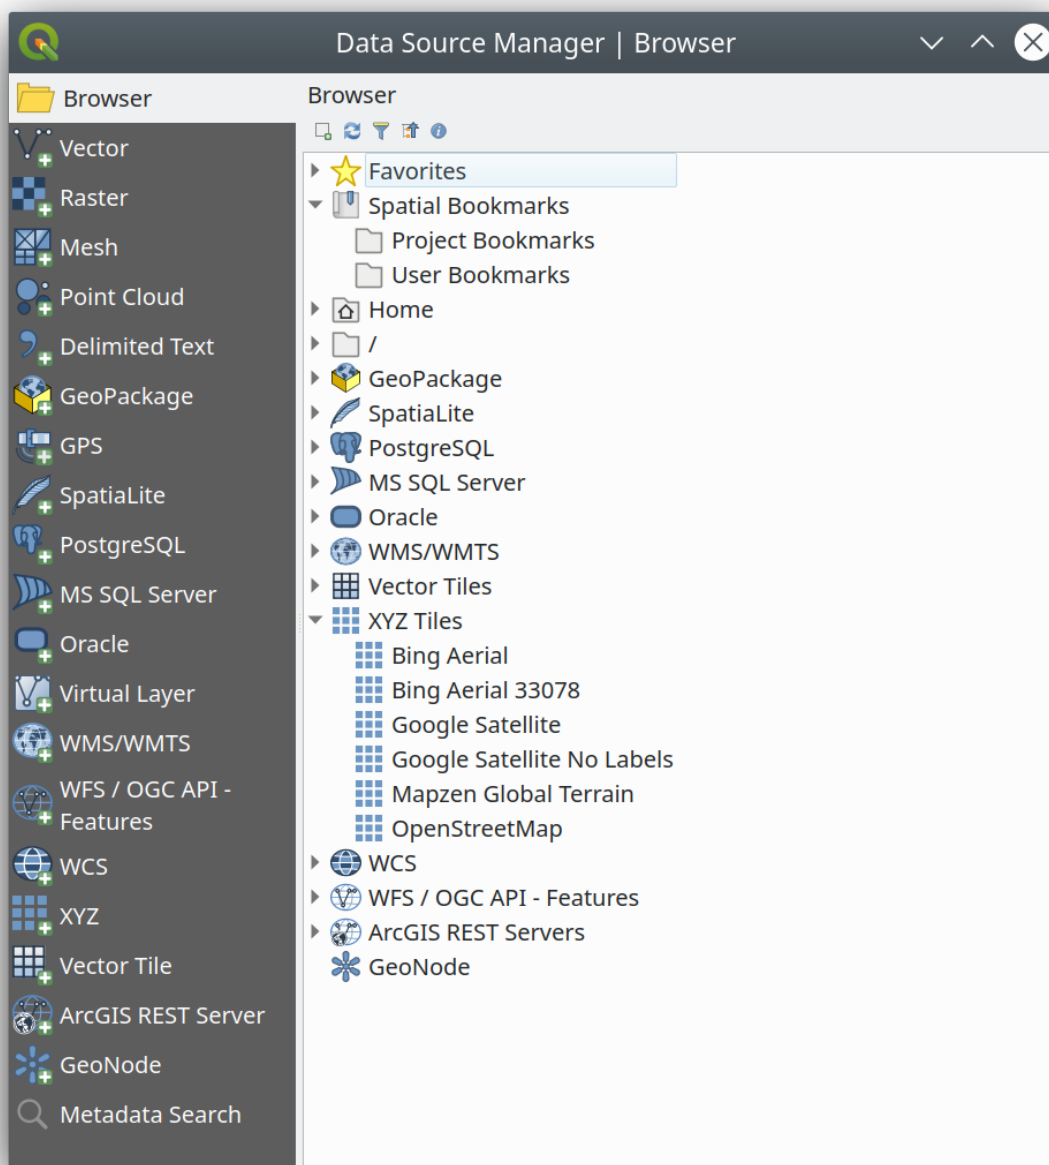 Data Source Manager | Browser
Browser
Vector
Raster
Mesh
Point Cloud
Delimited Text
GeoPackage
GPS
SpatiaLite
PostgreSQL
MS SQL Server
Oracle
Virtual Layer
WMS/WMTS
WFS / OGC API -
Features
WCS
XYZ
Vector Tile
ArcGIS REST Server
GeoNode
Metadata Search
Browser
Favorites
Spatial Bookmarks
Project Bookmarks
User Bookmarks
Home
/
GeoPackage
SpatiaLite
PostgreSQL
MS SQL Server
Oracle
WMS/WMTS
Vector Tiles
XYZ Tiles
Bing Aerial
Bing Aerial 33078
Google Satellite
Google Satellite No Labels
Mapzen Global Terrain
OpenStreetMap
WCS
WFS / OGC API - Features
ArcGIS REST Servers
GeoNode